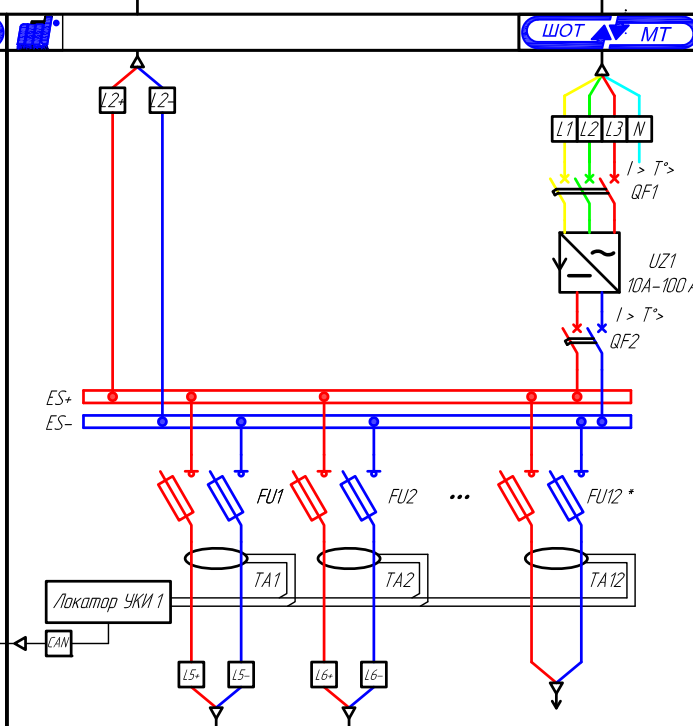 ШОТ МТ
L2+ L2-
L1 L2 L3 N
I > T°>
QF1
UZ1
10А-100 А
I > T°>
QF2
ES+
ES-
FU1 FU2 ... FU12 *
TA1 TA2 TA12
Локатор УКИ 1
CAN
L5+ L5- L6+ L6-